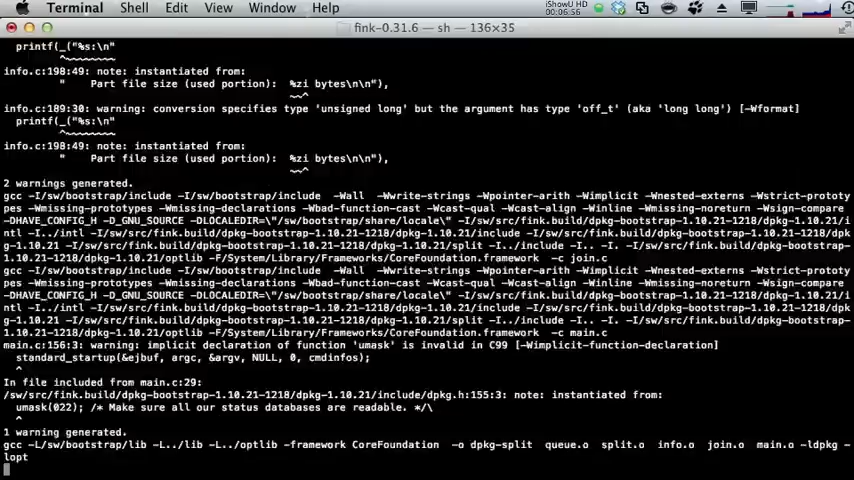 Terminal Shell Edit View Window Help
iShowU HD
00:06:56
fink-0.31.6 — sh — 136×35
printf(_("%s:\n"
^~~~~~~~~
info.c:198:49: note: instantiated from:
"    Part file size (used portion):  %zi bytes\n\n"),
~~^
info.c:189:30: warning: conversion specifies type 'unsigned long' but the argument has type 'off_t' (aka 'long long') [-Wformat]
printf(_("%s:\n"
^~~~~~~~~
info.c:198:49: note: instantiated from:
"    Part file size (used portion):  %zi bytes\n\n"),
~~^
2 warnings generated.
gcc -I/sw/bootstrap/include -I/sw/bootstrap/include  -Wall  -Wwrite-strings -Wpointer-arith -Wimplicit -Wnested-externs -Wstrict-prototy
pes -Wmissing-prototypes -Wmissing-declarations -Wbad-function-cast -Wcast-qual -Wcast-align -Winline -Wmissing-noreturn -Wsign-compare
-DHAVE_CONFIG_H -D_GNU_SOURCE -DLOCALEDIR=\"/sw/bootstrap/share/locale\" -I/sw/src/fink.build/dpkg-bootstrap-1.10.21-1218/dpkg-1.10.21/i
ntl -I../intl -I/sw/src/fink.build/dpkg-bootstrap-1.10.21-1218/dpkg-1.10.21/include -I/sw/src/fink.build/dpkg-bootstrap-1.10.21-1218/dpk
g-1.10.21 -I/sw/src/fink.build/dpkg-bootstrap-1.10.21-1218/dpkg-1.10.21/split -I../include -I.. -I. -I/sw/src/fink.build/dpkg-bootstrap-
1.10.21-1218/dpkg-1.10.21/optlib -F/System/Library/Frameworks/CoreFoundation.framework  -c join.c
gcc -I/sw/bootstrap/include -I/sw/bootstrap/include  -Wall  -Wwrite-strings -Wpointer-arith -Wimplicit -Wnested-externs -Wstrict-prototy
pes -Wmissing-prototypes -Wmissing-declarations -Wbad-function-cast -Wcast-qual -Wcast-align -Winline -Wmissing-noreturn -Wsign-compare
-DHAVE_CONFIG_H -D_GNU_SOURCE -DLOCALEDIR=\"/sw/bootstrap/share/locale\" -I/sw/src/fink.build/dpkg-bootstrap-1.10.21-1218/dpkg-1.10.21/i
ntl -I../intl -I/sw/src/fink.build/dpkg-bootstrap-1.10.21-1218/dpkg-1.10.21/include -I/sw/src/fink.build/dpkg-bootstrap-1.10.21-1218/dpk
g-1.10.21 -I/sw/src/fink.build/dpkg-bootstrap-1.10.21-1218/dpkg-1.10.21/split -I../include -I.. -I. -I/sw/src/fink.build/dpkg-bootstrap-
1.10.21-1218/dpkg-1.10.21/optlib -F/System/Library/Frameworks/CoreFoundation.framework  -c main.c
main.c:156:3: warning: implicit declaration of function 'umask' is invalid in C99 [-Wimplicit-function-declaration]
standard_startup(&ejbuf, argc, &argv, NULL, 0, cmdinfos);
^
In file included from main.c:29:
/sw/src/fink.build/dpkg-bootstrap-1.10.21-1218/dpkg-1.10.21/include/dpkg.h:155:3: note: instantiated from:
umask(022); /* Make sure all our status databases are readable. */\
^
1 warning generated.
gcc -L/sw/bootstrap/lib -L../lib -L../optlib -framework CoreFoundation  -o dpkg-split  queue.o  split.o  info.o  join.o  main.o -ldpkg -
lopt